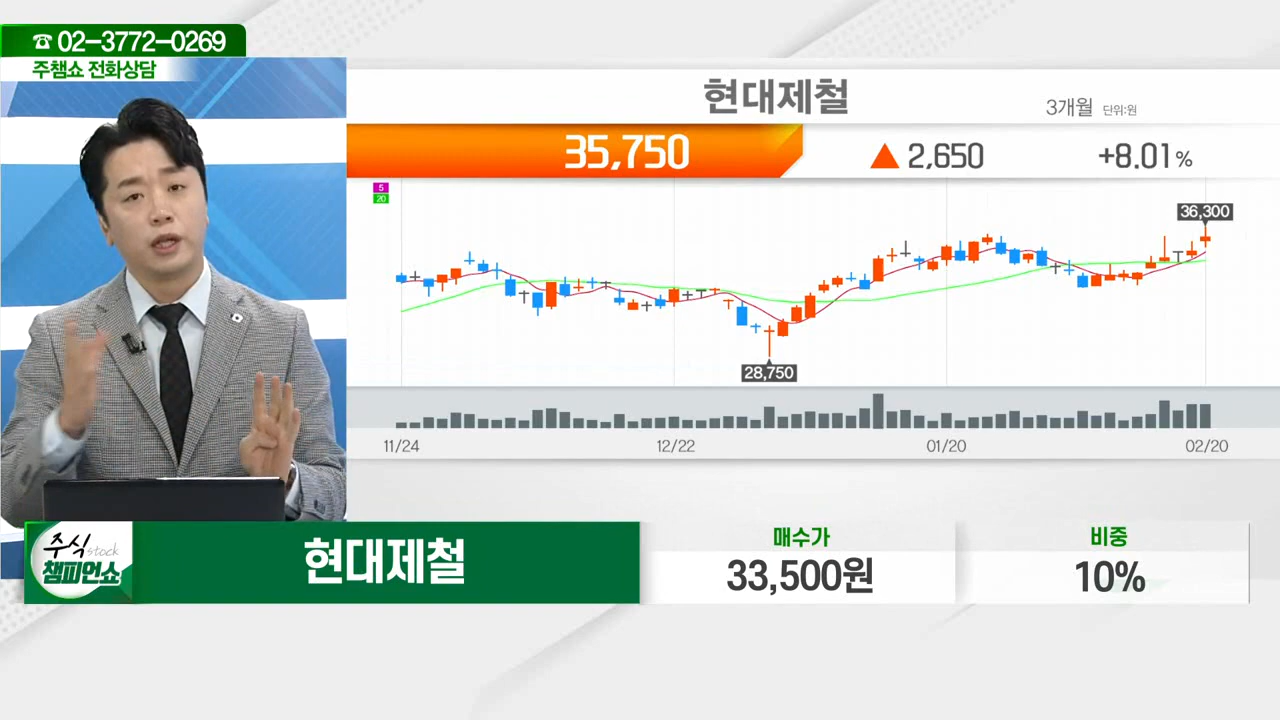 ☎ 02-3772-0269
주챔쇼 전화상담
현대제철
3개월 단위:원
35,750 ▲ 2,650 +8.01%
5
20
36,300
28,750
11/24 12/22 01/20 02/20
주식 stock
챔피언쇼
현대제철
매수가
33,500원
비중
10%